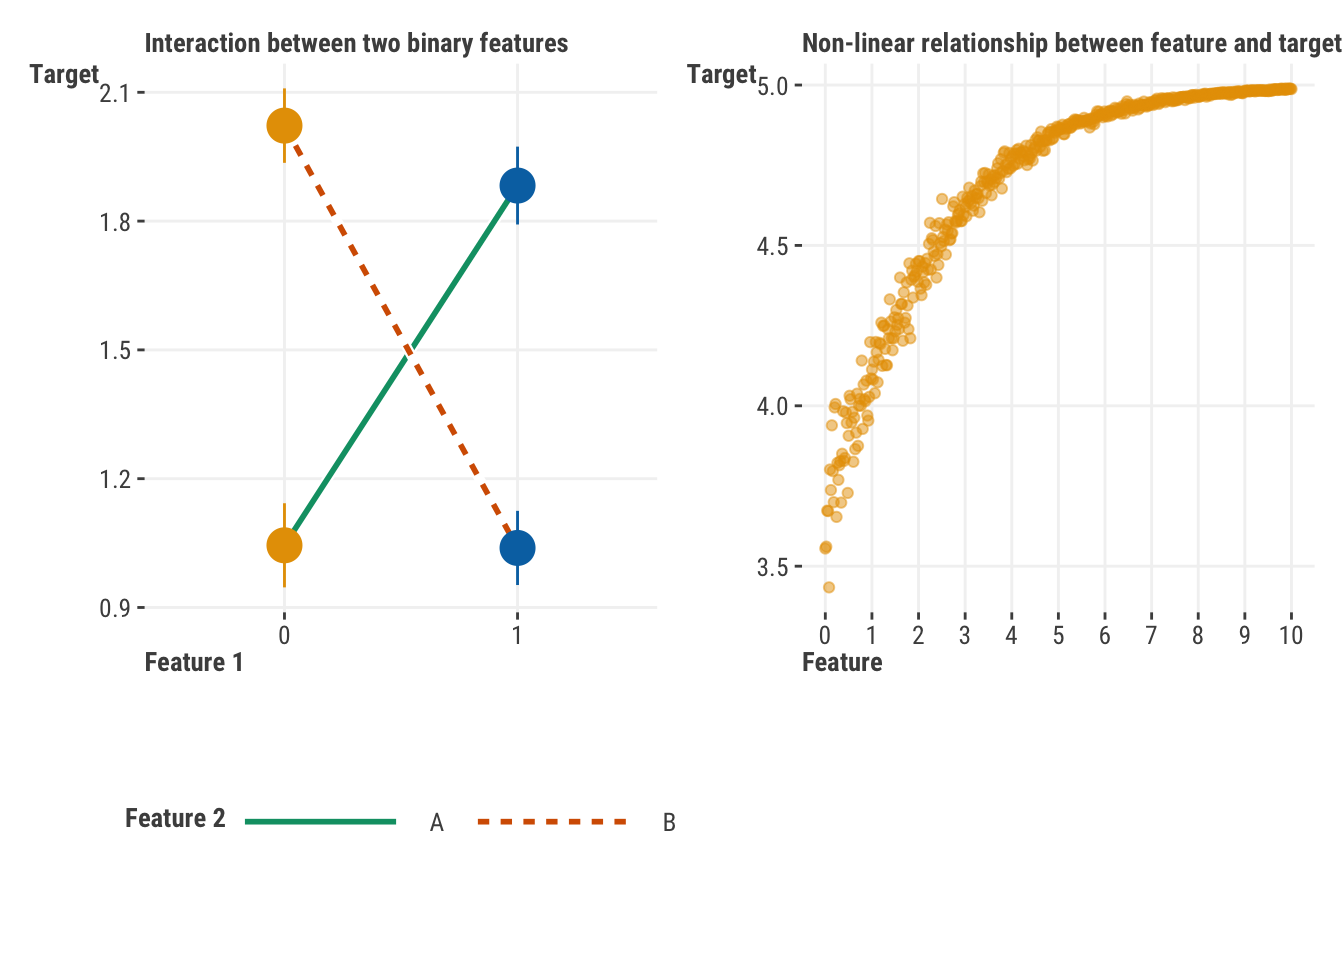 Interaction between two binary features
Target
2.1
1.8
1.5
1.2
0.9
0 1
Feature 1
Feature 2 A B
Non-linear relationship between feature and target
Target
5.0
4.5
4.0
3.5
0 1 2 3 4 5 6 7 8 9 10
Feature